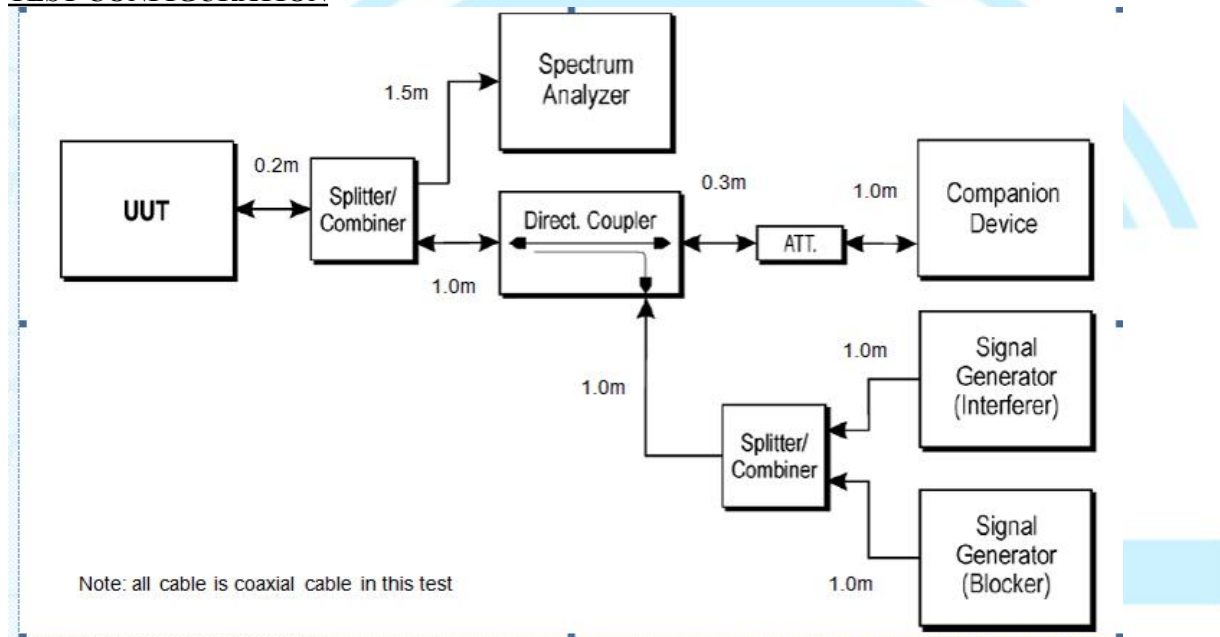 TEST CONFIGURATION
Spectrum
Analyzer
1.5m
UUT
0.2m
Splitter/
Combiner
1.0m
Direct. Coupler
0.3m
ATT.
1.0m
Companion
Device
1.0m
Splitter/
Combiner
1.0m
Signal
Generator
(Interferer)
1.0m
Signal
Generator
(Blocker)
Note: all cable is coaxial cable in this test